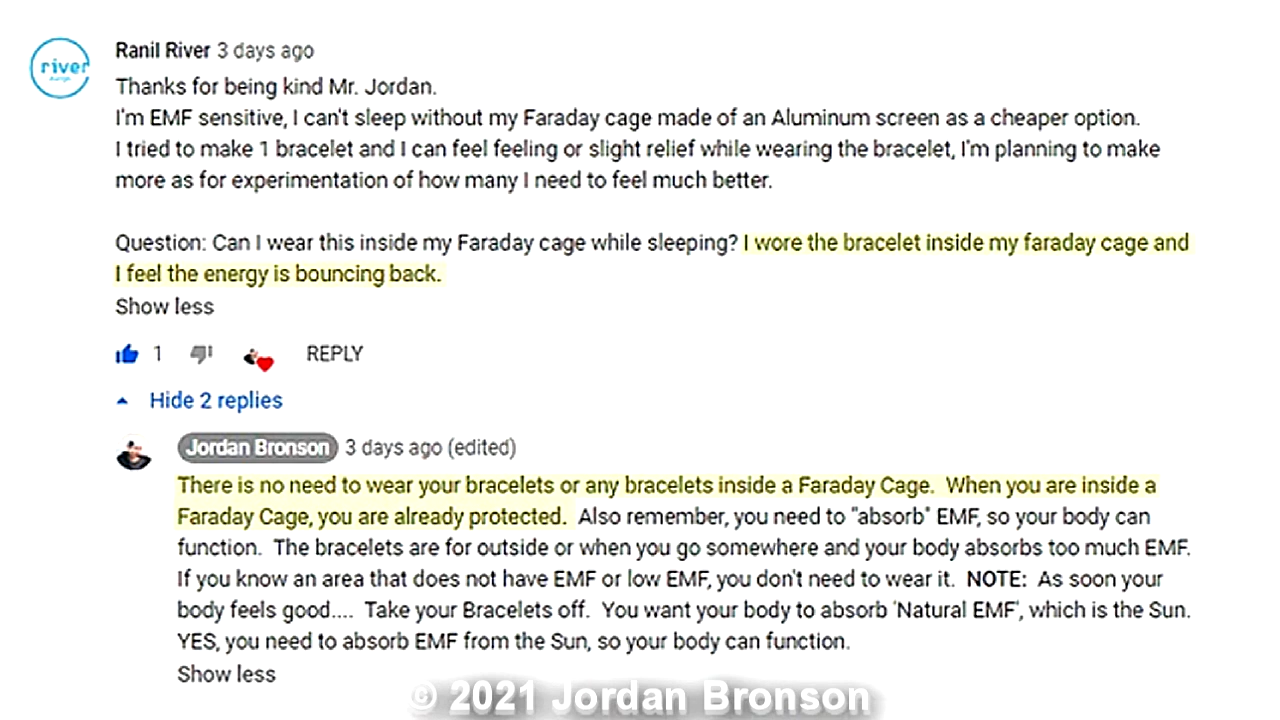 river
Ranil River 3 days ago
Thanks for being kind Mr. Jordan.
I'm EMF sensitive, I can't sleep without my Faraday cage made of an Aluminum screen as a cheaper option.
I tried to make 1 bracelet and I can feel feeling or slight relief while wearing the bracelet, I'm planning to make
more as for experimentation of how many I need to feel much better.
Question: Can I wear this inside my Faraday cage while sleeping? I wore the bracelet inside my faraday cage and
I feel the energy is bouncing back.
Show less
1 REPLY
Hide 2 replies
Jordan Bronson 3 days ago (edited)
There is no need to wear your bracelets or any bracelets inside a Faraday Cage. When you are inside a
Faraday Cage, you are already protected. Also remember, you need to "absorb" EMF, so your body can
function. The bracelets are for outside or when you go somewhere and your body absorbs too much EMF.
If you know an area that does not have EMF or low EMF, you don't need to wear it. NOTE: As soon your
body feels good.... Take your Bracelets off. You want your body to absorb 'Natural EMF', which is the Sun.
YES, you need to absorb EMF from the Sun, so your body can function.
Show less
© 2021 Jordan Bronson